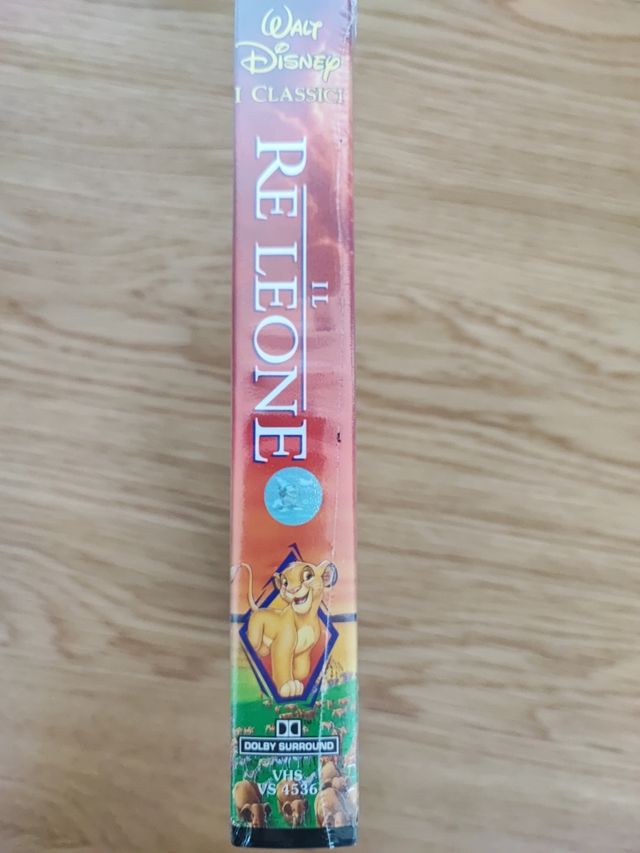 WALT
DISNEY
I CLASSICI
IL
RE LEONE
DOLBY SURROUND
VHS
VS 4536